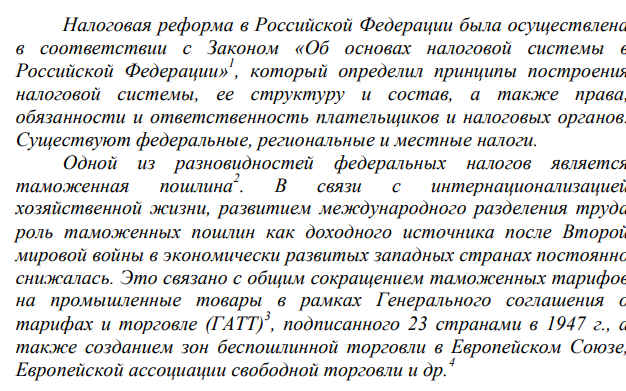 Налоговая реформа в Российской Федерации была осуществлена
в соответствии с Законом «Об основах налоговой системы в
Российской Федерации»1, который определил принципы построения
налоговой системы, ее структуру и состав, а также права,
обязанности и ответственность плательщиков и налоговых органов.
Существуют федеральные, региональные и местные налоги.
Одной из разновидностей федеральных налогов является
таможенная пошлина2. В связи с интернационализацией
хозяйственной жизни, развитием международного разделения труда
роль таможенных пошлин как доходного источника после Второй
мировой войны в экономически развитых западных странах постоянно
снижалась. Это связано с общим сокращением таможенных тарифов
на промышленные товары в рамках Генерального соглашения о
тарифах и торговле (ГАТТ)3, подписанного 23 странами в 1947 г., а
также созданием зон беспошлинной торговли в Европейском Союзе,
Европейской ассоциации свободной торговли и др.4